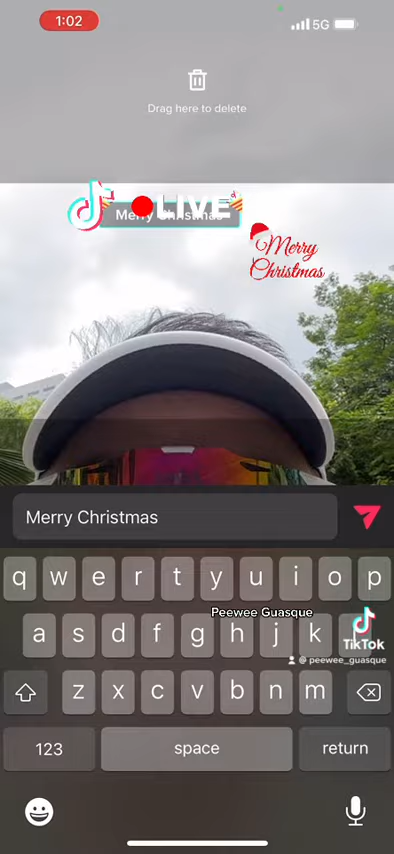 1:02
5G
Drag here to delete
LIVE
Merry Christmas
Merry
Christmas
Merry Christmas
q w e r t y u i o p
Peewee Guasque
a s d f g h j k
TikTok
@peewee_guasque
z x c v b n m
123
space
return